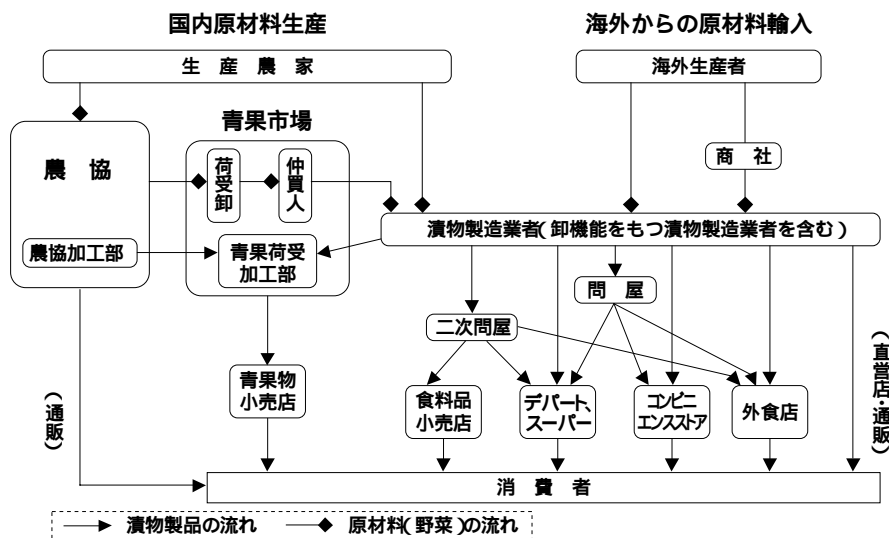 国内原材料生産
海外からの原材料輸入
生 産 農 家
海外生産者
青果市場
農 協
荷受卸
仲買人
商 社
漬物製造業者(卸機能をもつ漬物製造業者を含む)
農協加工部
青果荷受
加工部
問 屋
二次問屋
(通販)
青果物
小売店
食料品
小売店
デパート、
スーパー
コンビニ
エンスストア
外食店
(直営店・通販)
消 費 者
漬物製品の流れ
原材料(野菜)の流れ